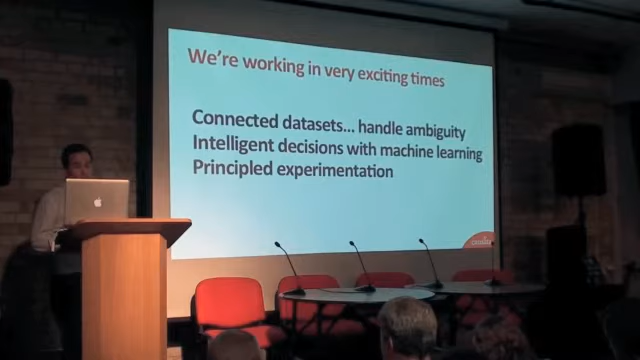 We're working in very exciting times
Connected datasets... handle ambiguity
Intelligent decisions with machine learning
Principled experimentation